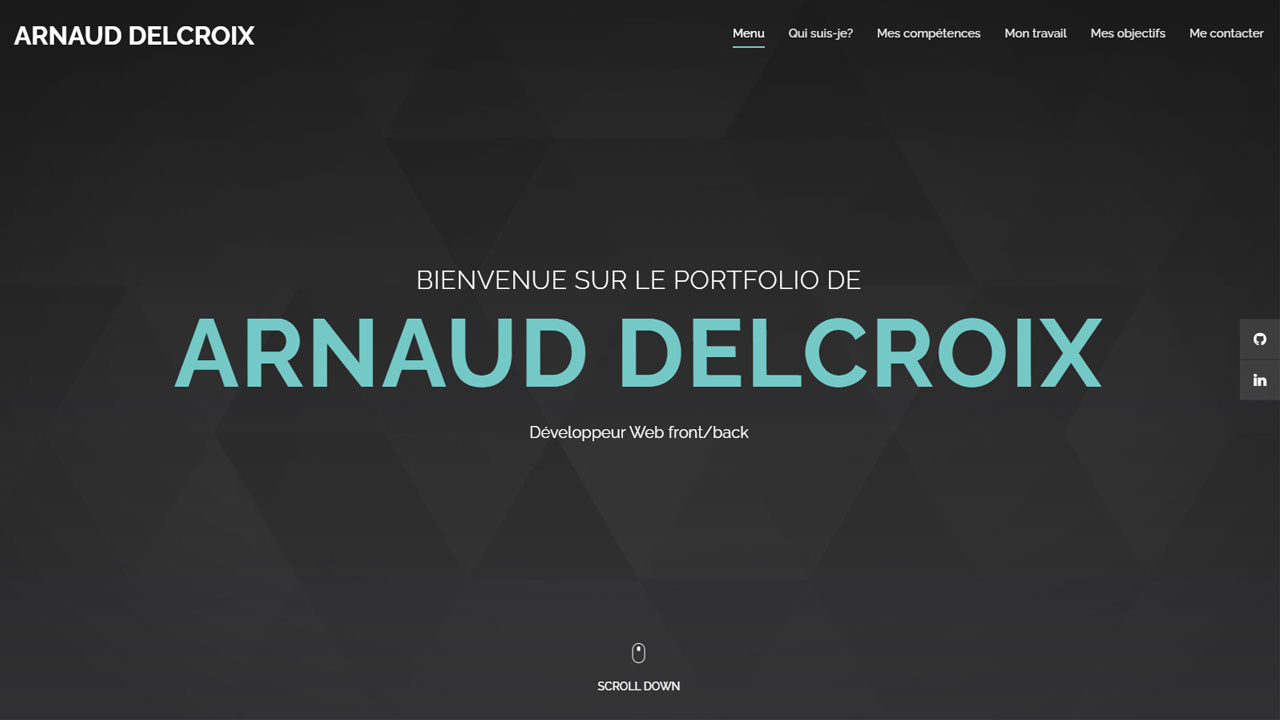 ARNAUD DELCROIX
Menu Qui suis-je? Mes compétences Mon travail Mes objectifs Me contacter
BIENVENUE SUR LE PORTFOLIO DE
ARNAUD DELCROIX
Développeur Web front/back
in
SCROLL DOWN